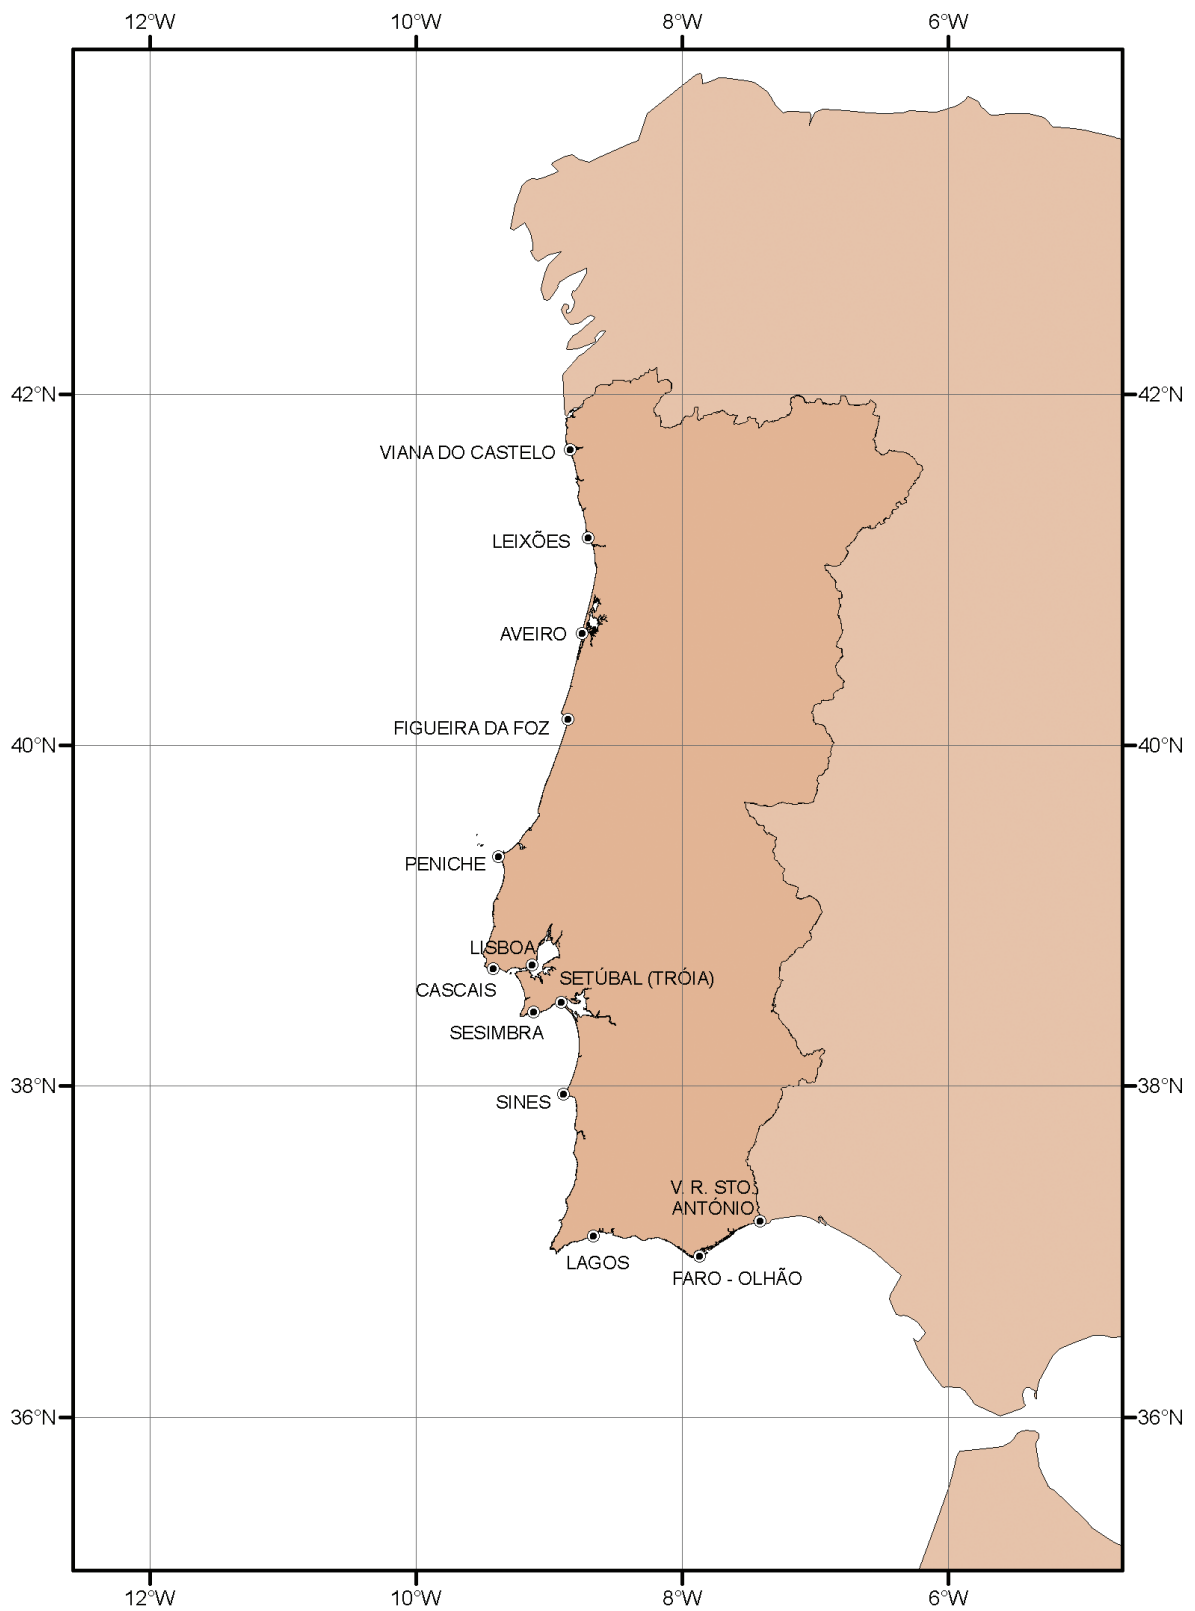 12°W 10°W 8°W 6°W
42°N 42°N
VIANA DO CASTELO
LEIXÕES
AVEIRO
FIGUEIRA DA FOZ
40°N 40°N
PENICHE
LISBOA
SETÚBAL (TRÓIA)
CASCAIS
SESIMBRA
38°N 38°N
SINES
V. R. STO.
ANTÓNIO
LAGOS
FARO - OLHÃO
36°N 36°N
12°W 10°W 8°W 6°W